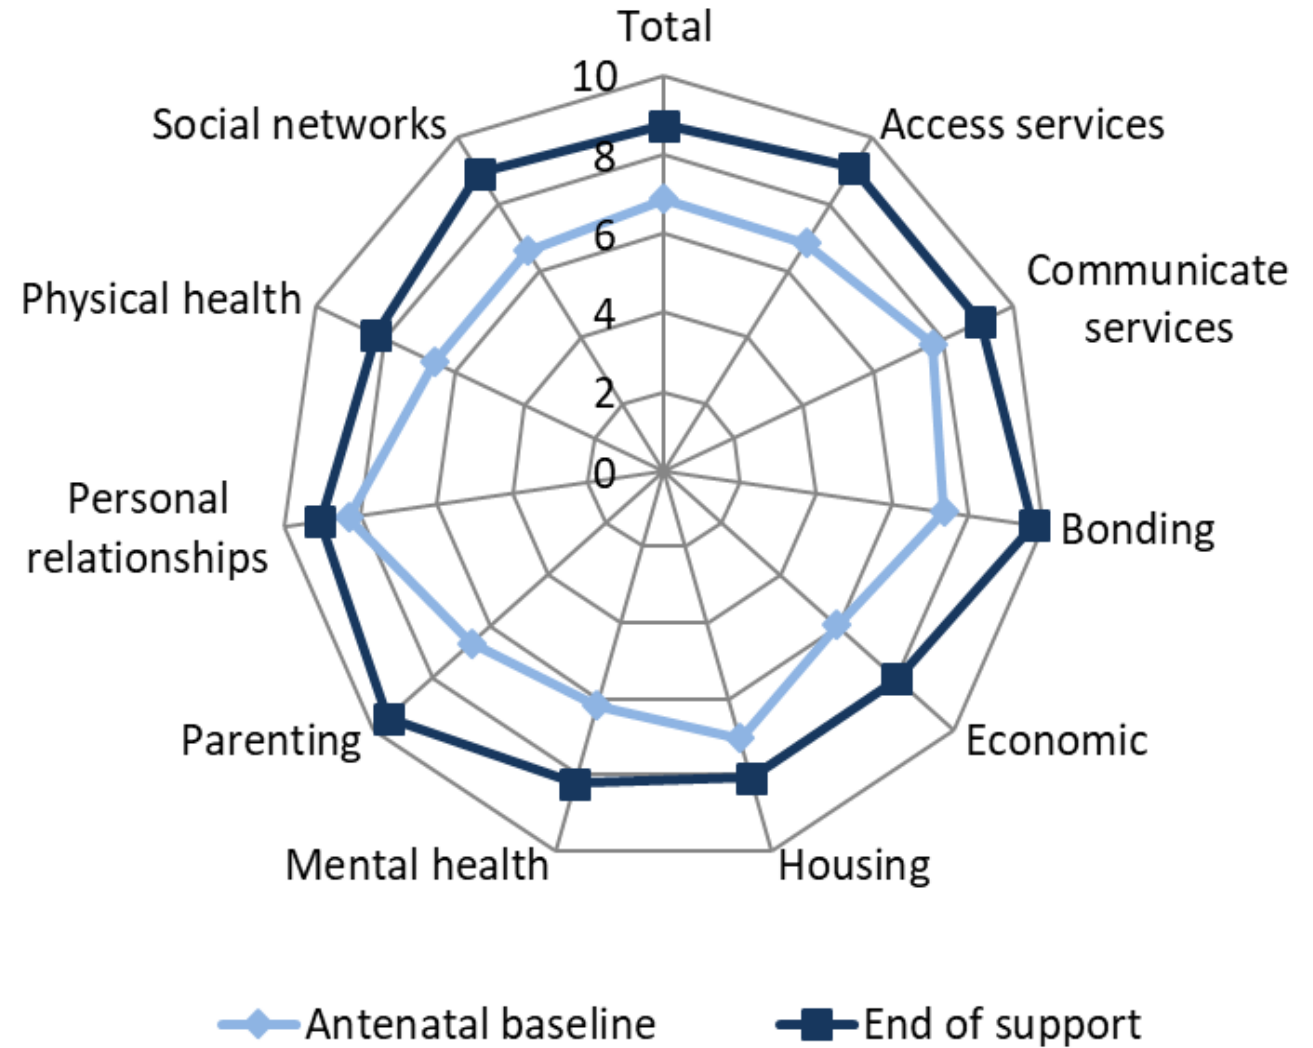 Total
10
Social networks
Access services
8
6
Communicate
services
Physical health
4
2
0
Personal
relationships
Bonding
Parenting
Economic
Mental health
Housing
Antenatal baseline
End of support